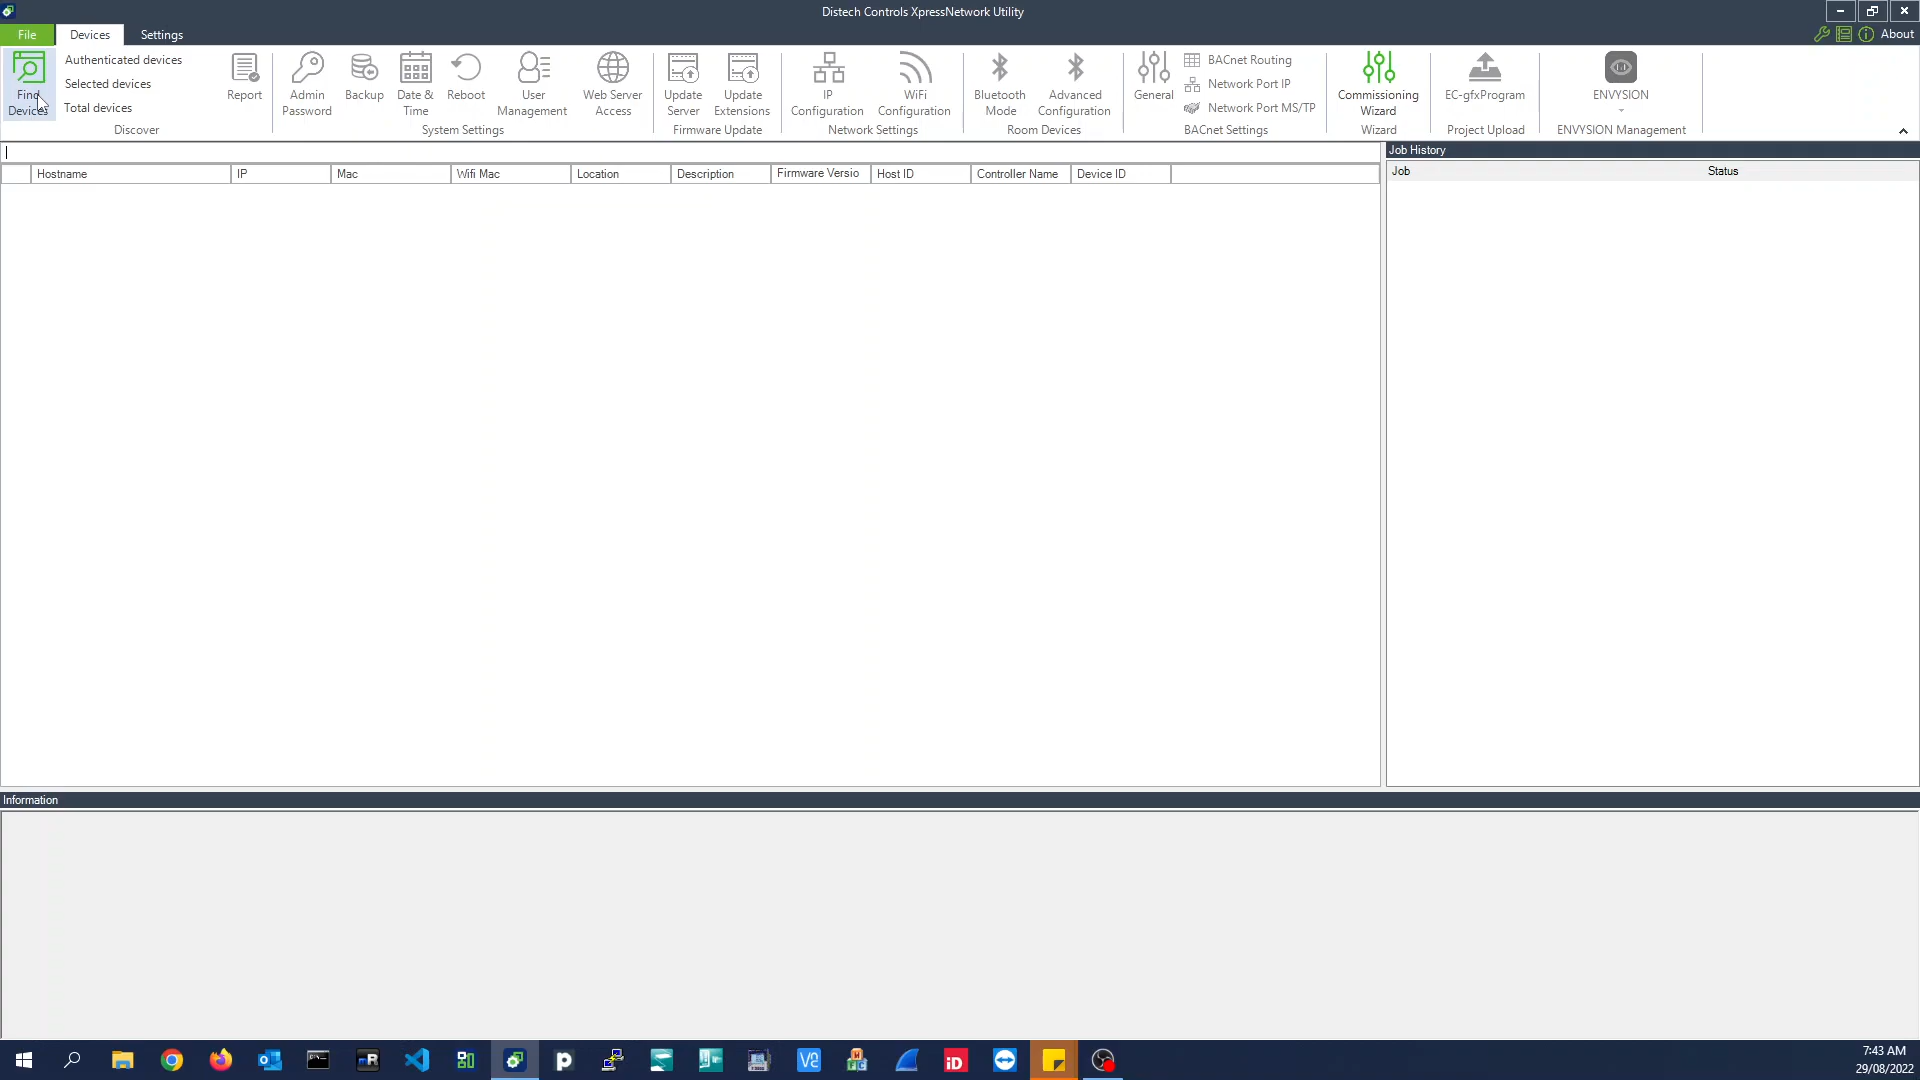 Distech Controls XpressNetwork Utility
File
Devices
Settings
About
Find
Devices
Authenticated devices
Selected devices
Total devices
Discover
Report
Admin
Password
Backup
Date &
Time
Reboot
User
Management
Web Server
Access
System Settings
Update
Server
Update
Extensions
Firmware Update
IP
Configuration
WiFi
Configuration
Network Settings
Bluetooth
Mode
Advanced
Configuration
Room Devices
General
BACnet Routing
Network Port IP
Network Port MS/TP
BACnet Settings
Commissioning
Wizard
Wizard
EC-gfxProgram
Project Upload
ENVYSION
ENVYSION Management
Hostname
IP
Mac
Wifi Mac
Location
Description
Firmware Versio
Host ID
Controller Name
Device ID
Job History
Job
Status
Information
7:43 AM
29/08/2022